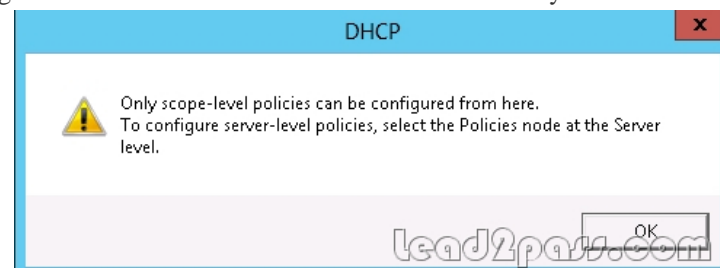 DHCP
x
Only scope-level policies can be configured from here.
To configure server-level policies, select the Policies node at the Server
level.
OK
Lead2pass.com